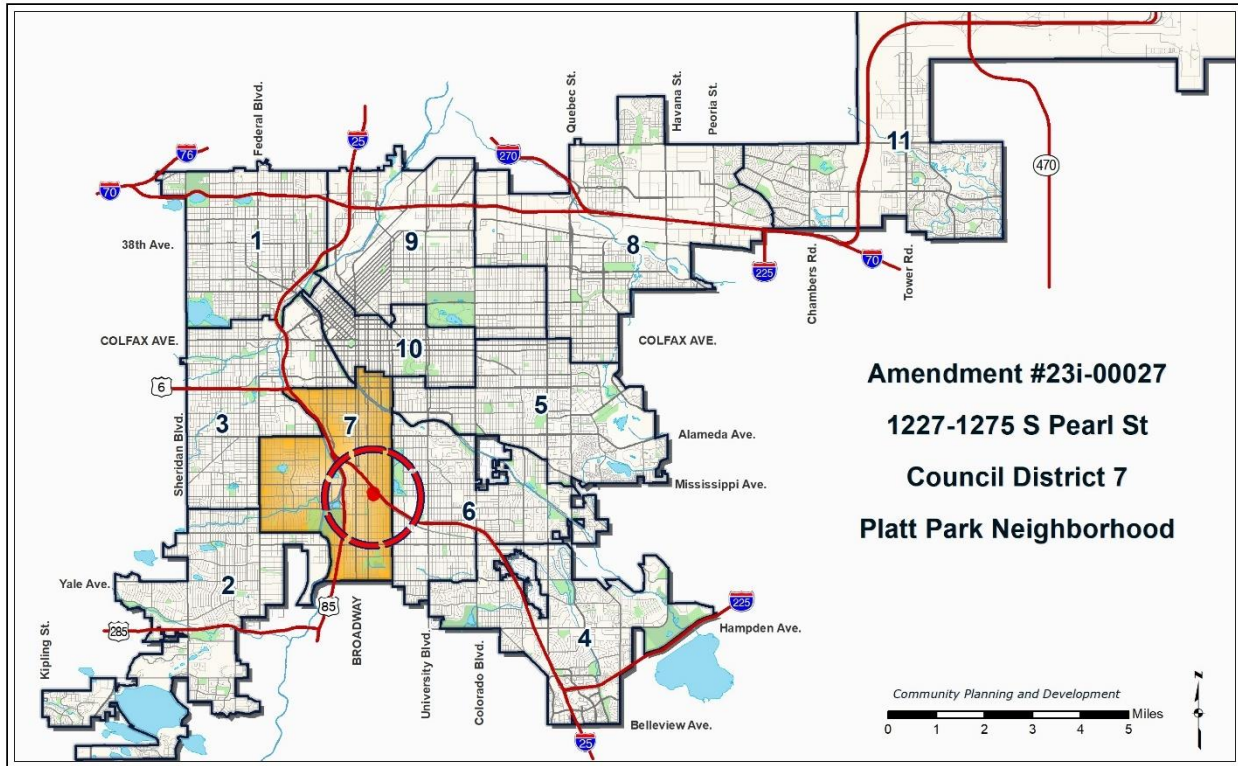 Federal Blvd.
25
Quebec St.
Havana St.
Peoria St.
76
270
70
11
470
38th Ave.
1
9
8
225
Chambers Rd.
70
Tower Rd.
COLFAX AVE.
10
COLFAX AVE.
6
Amendment #23i-00027
1227-1275 S Pearl St
Council District 7
Platt Park Neighborhood
3
Sheridan Blvd.
7
5
Alameda Ave.
Mississippi Ave.
6
2
Yale Ave.
85
285
BROADWAY
University Blvd.
Colorado Blvd.
4
225
Hampden Ave.
Kipling St.
Belleview Ave.
25
Community Planning and Development
Miles
0 1 2 3 4 5
N